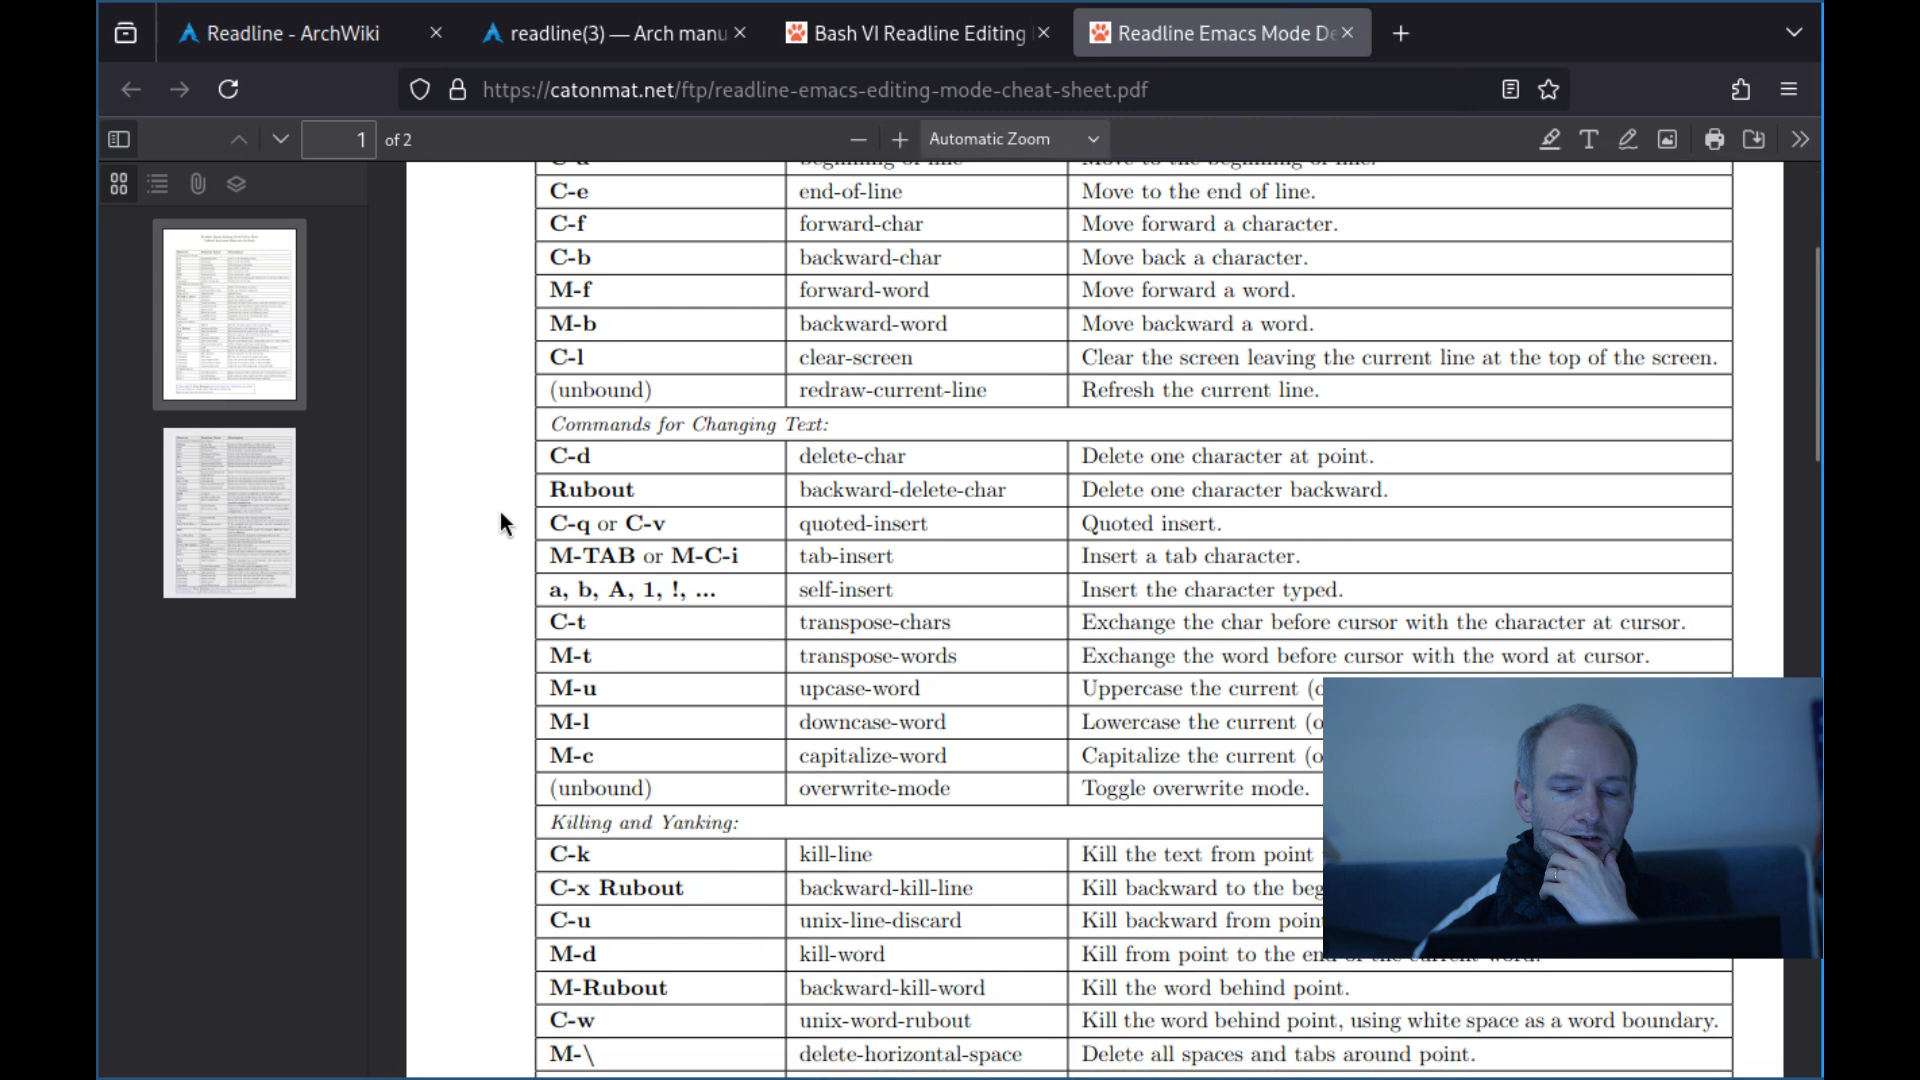 Readline - ArchWiki
readline(3) — Arch manu
Bash VI Readline Editing
Readline Emacs Mode De
https://catonmat.net/ftp/readline-emacs-editing-mode-cheat-sheet.pdf
1 of 2
Automatic Zoom
C-e end-of-line Move to the end of line.
C-f forward-char Move forward a character.
C-b backward-char Move back a character.
M-f forward-word Move forward a word.
M-b backward-word Move backward a word.
C-l clear-screen Clear the screen leaving the current line at the top of the screen.
(unbound) redraw-current-line Refresh the current line.
Commands for Changing Text:
C-d delete-char Delete one character at point.
Rubout backward-delete-char Delete one character backward.
C-q or C-v quoted-insert Quoted insert.
M-TAB or M-C-i tab-insert Insert a tab character.
a, b, A, 1, !, ... self-insert Insert the character typed.
C-t transpose-chars Exchange the char before cursor with the character at cursor.
M-t transpose-words Exchange the word before cursor with the word at cursor.
M-u upcase-word Uppercase the current (o
M-l downcase-word Lowercase the current (o
M-c capitalize-word Capitalize the current (o
(unbound) overwrite-mode Toggle overwrite mode.
Killing and Yanking:
C-k kill-line Kill the text from point
C-x Rubout backward-kill-line Kill backward to the beg
C-u unix-line-discard Kill backward from poin
M-d kill-word Kill from point to the end of the current word.
M-Rubout backward-kill-word Kill the word behind point.
C-w unix-word-rubout Kill the word behind point, using white space as a word boundary.
M-\ delete-horizontal-space Delete all spaces and tabs around point.